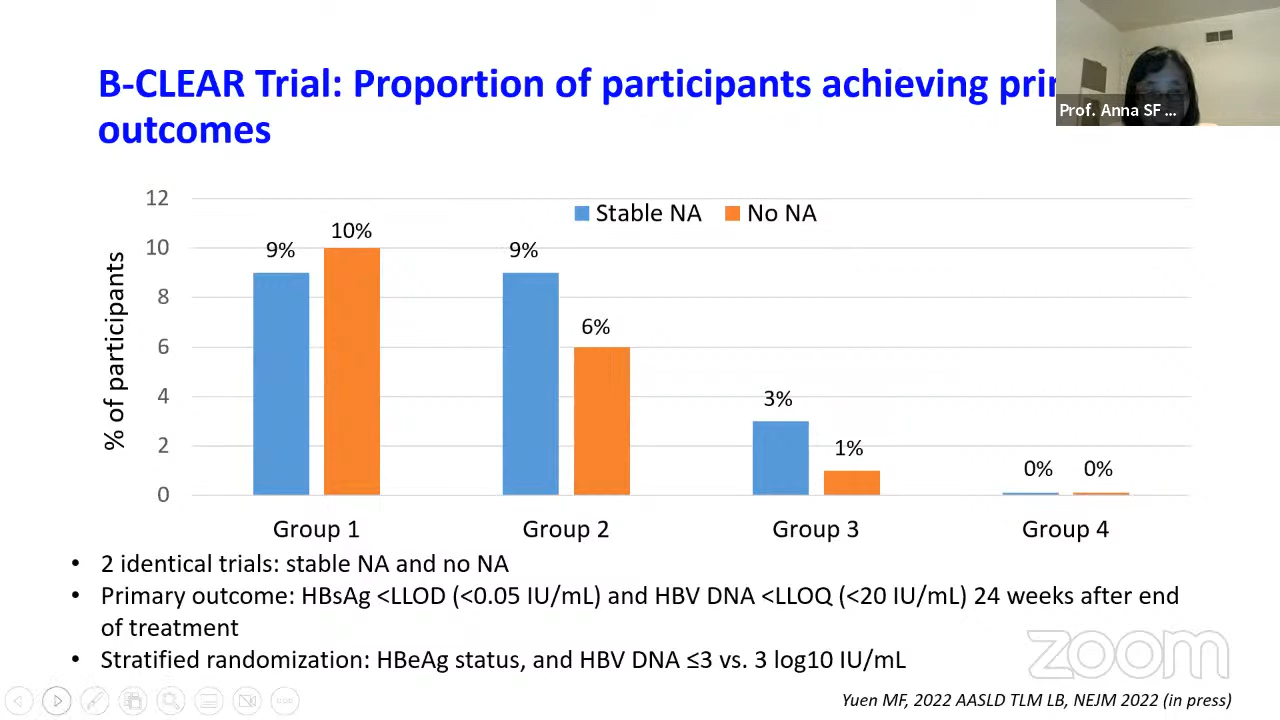 B-CLEAR Trial: Proportion of participants achieving pri
outcomes
Prof. Anna SF ...
12
Stable NA No NA
10%
10
9%
9%
8
6%
6
4
3%
2
1%
0
0% 0%
% of participants
Group 1 Group 2 Group 3 Group 4
• 2 identical trials: stable NA and no NA
• Primary outcome: HBsAg <LLOD (<0.05 IU/mL) and HBV DNA <LLOQ (<20 IU/mL) 24 weeks after end
of treatment
• Stratified randomization: HBeAg status, and HBV DNA ≤3 vs. 3 log10 IU/mL
zoom
Yuen MF, 2022 AASLD TLM LB, NEJM 2022 (in press)